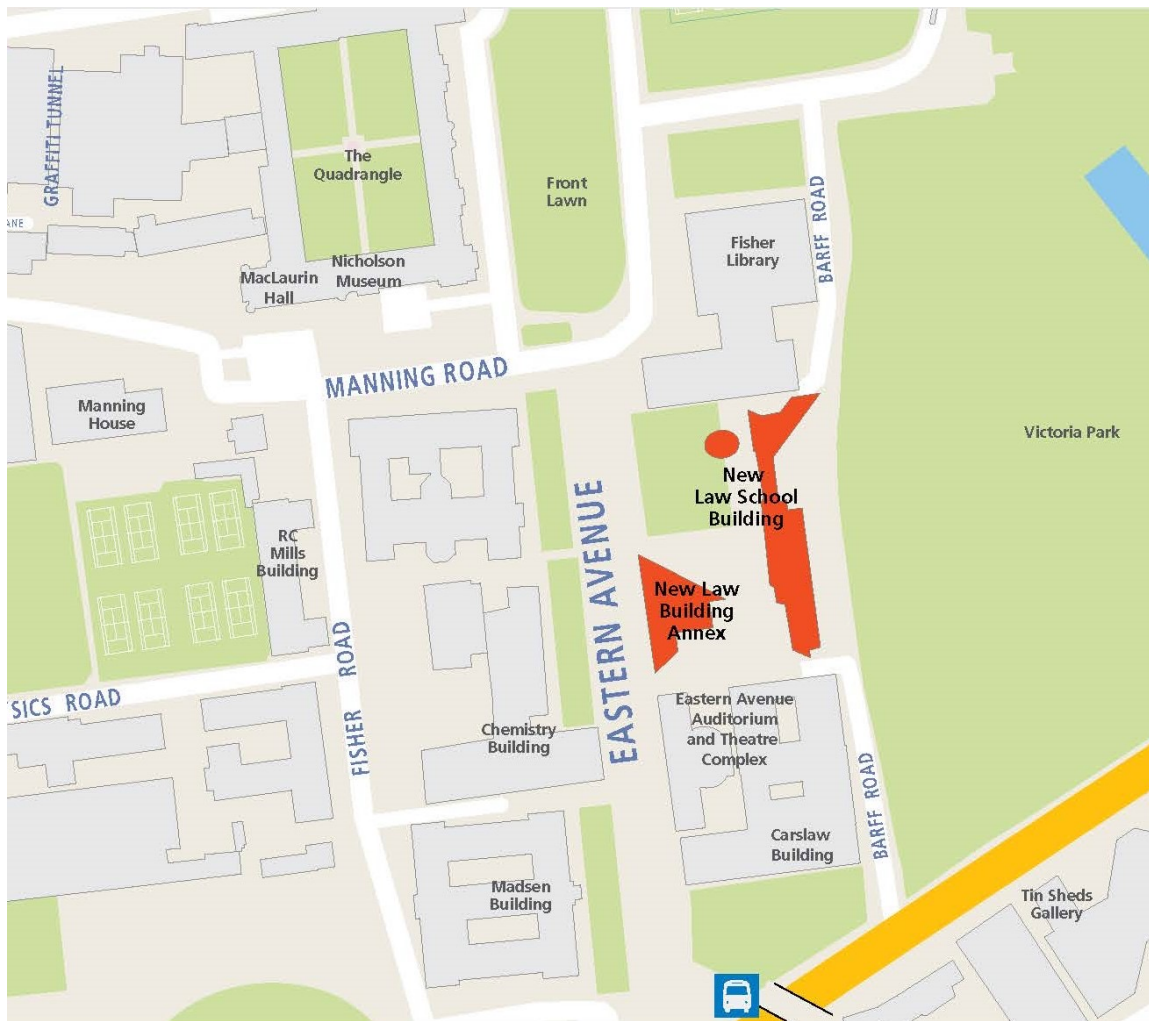 GRAFFITI TUNNEL
The
Quadrangle
Front
Lawn
BARFF ROAD
Fisher
Library
ANE
MacLaurin
Hall
Nicholson
Museum
MANNING ROAD
Manning
House
Victoria Park
New
Law School
Building
RC
Mills
Building
EASTERN AVENUE
New Law
Building
Annex
FISHER ROAD
SICS ROAD
Chemistry
Building
Eastern Avenue
Auditorium
and Theatre
Complex
BARFF ROAD
Carslaw
Building
Madsen
Building
Tin Sheds
Gallery